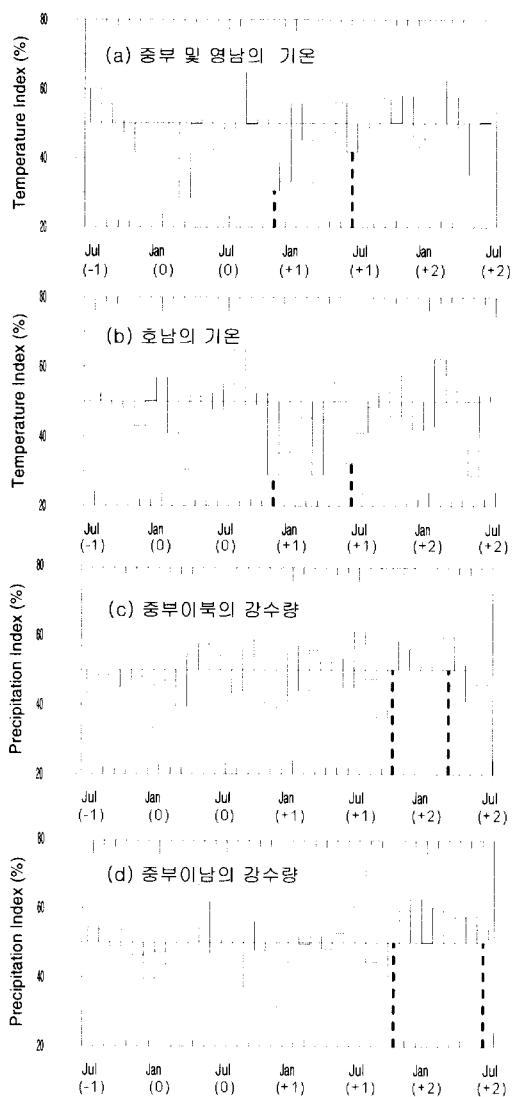 80
(a) 중부 및 영남의 기온
60
40
20
Temperature Index (%)
Jul Jan Jul Jan Jul Jan Jul
(-1) (0) (0) (+1) (+1) (+2) (+2)
80
(b) 호남의 기온
60
40
20
Temperature Index (%)
Jul Jan Jul Jan Jul Jan Jul
(-1) (0) (0) (+1) (+1) (+2) (+2)
80
(c) 중부이북의 강수량
60
40
20
Precipitation Index (%)
Jul Jan Jul Jan Jul Jan Jul
(-1) (0) (0) (+1) (+1) (+2) (+2)
80
(d) 중부이남의 강수량
60
40
20
Precipitation Index (%)
Jul Jan Jul Jan Jul Jan Jul
(-1) (0) (0) (+1) (+1) (+2) (+2)